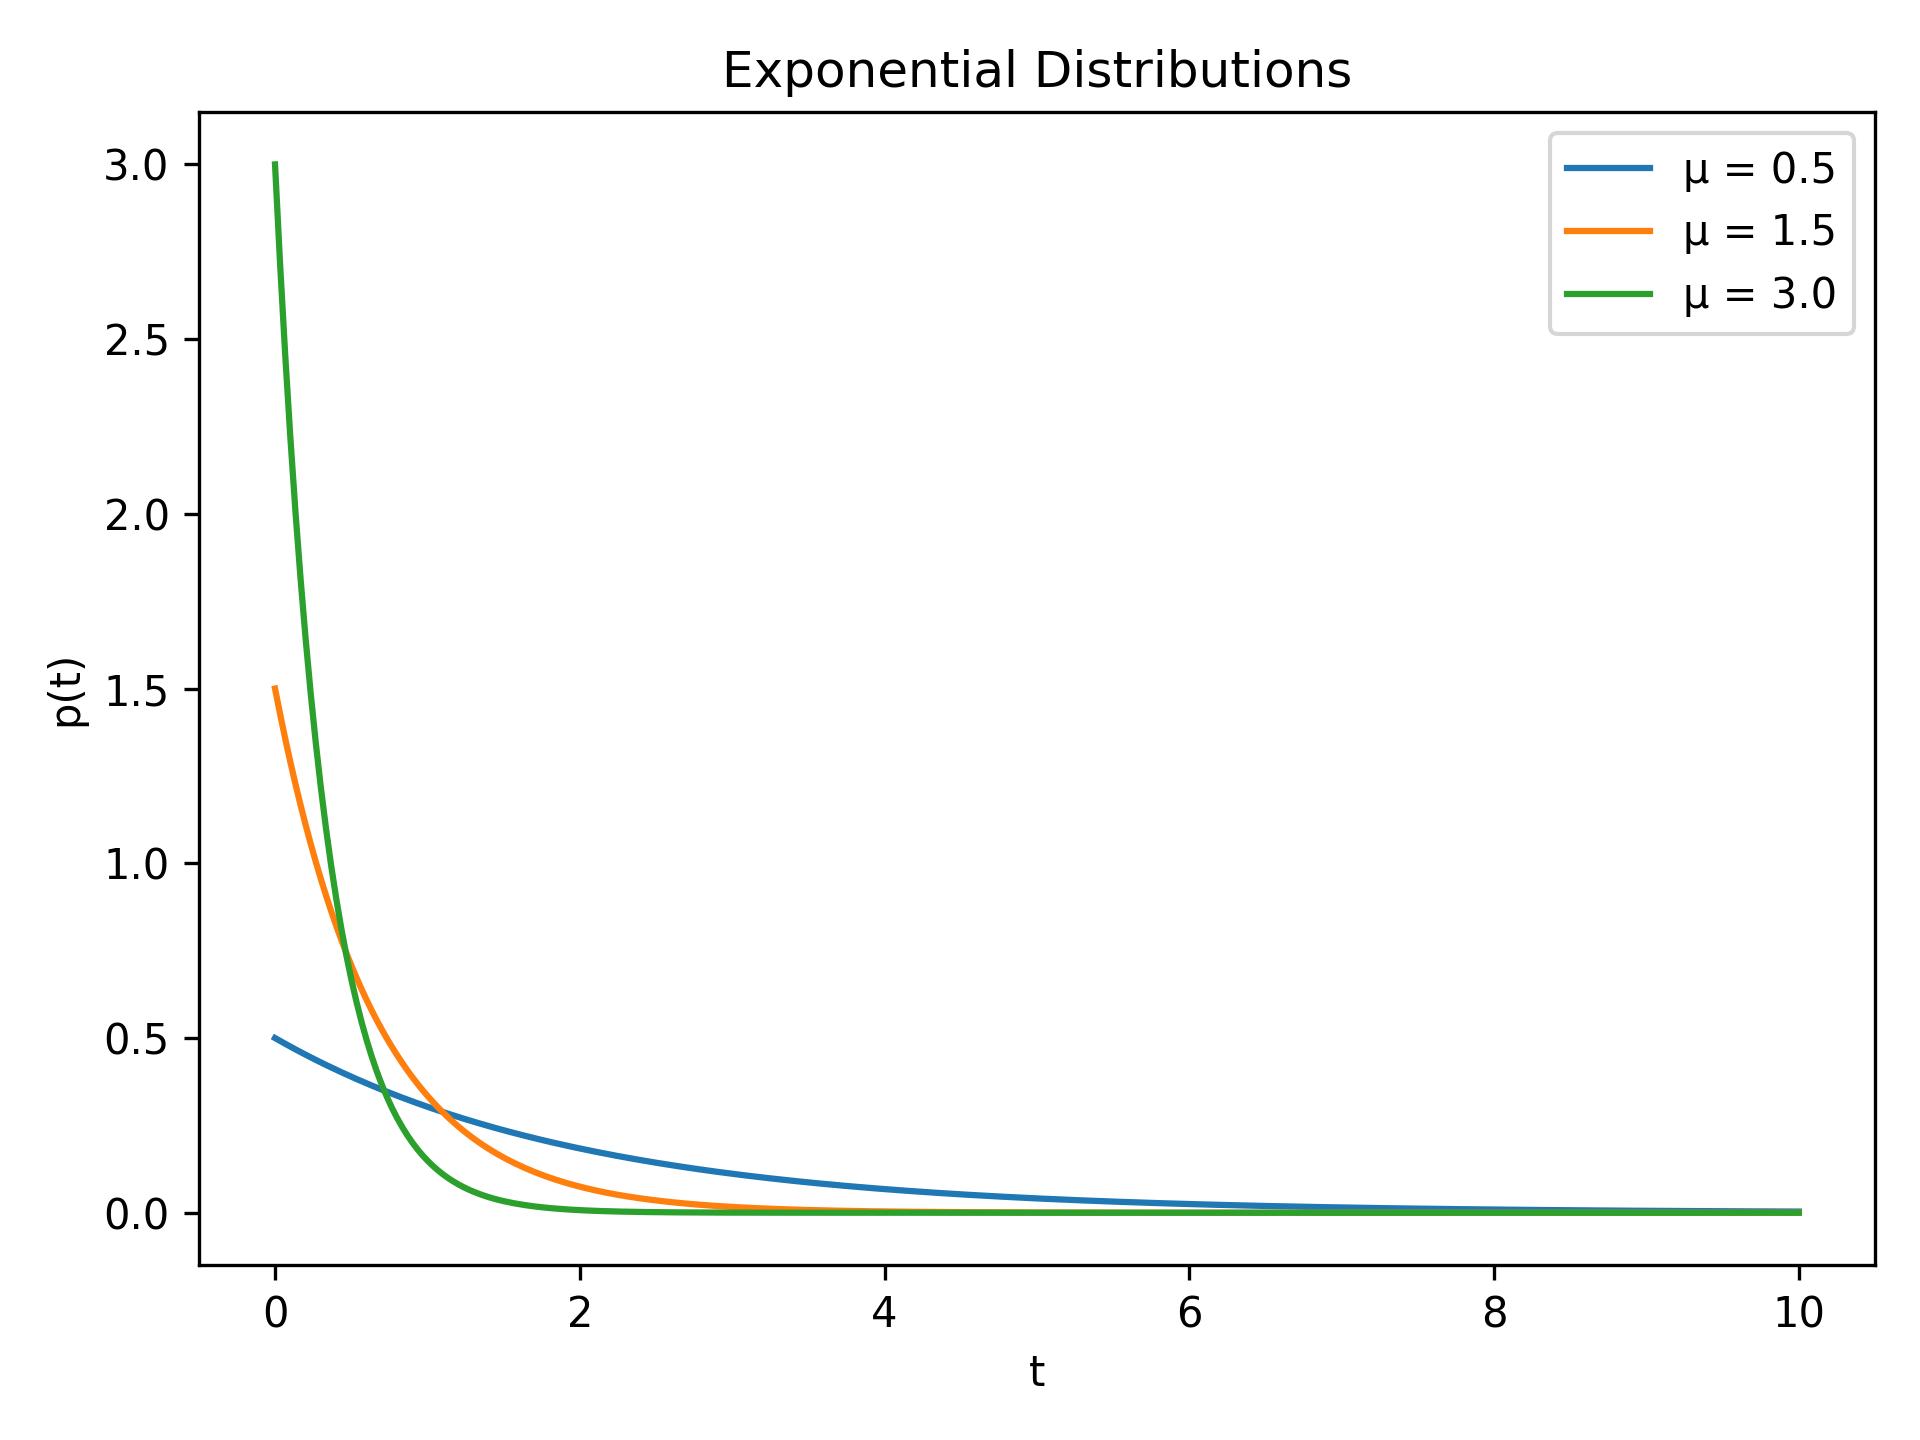 Exponential Distributions
μ = 0.5
μ = 1.5
μ = 3.0
p(t)
3.0
2.5
2.0
1.5
1.0
0.5
0.0
0 2 4 6 8 10
t